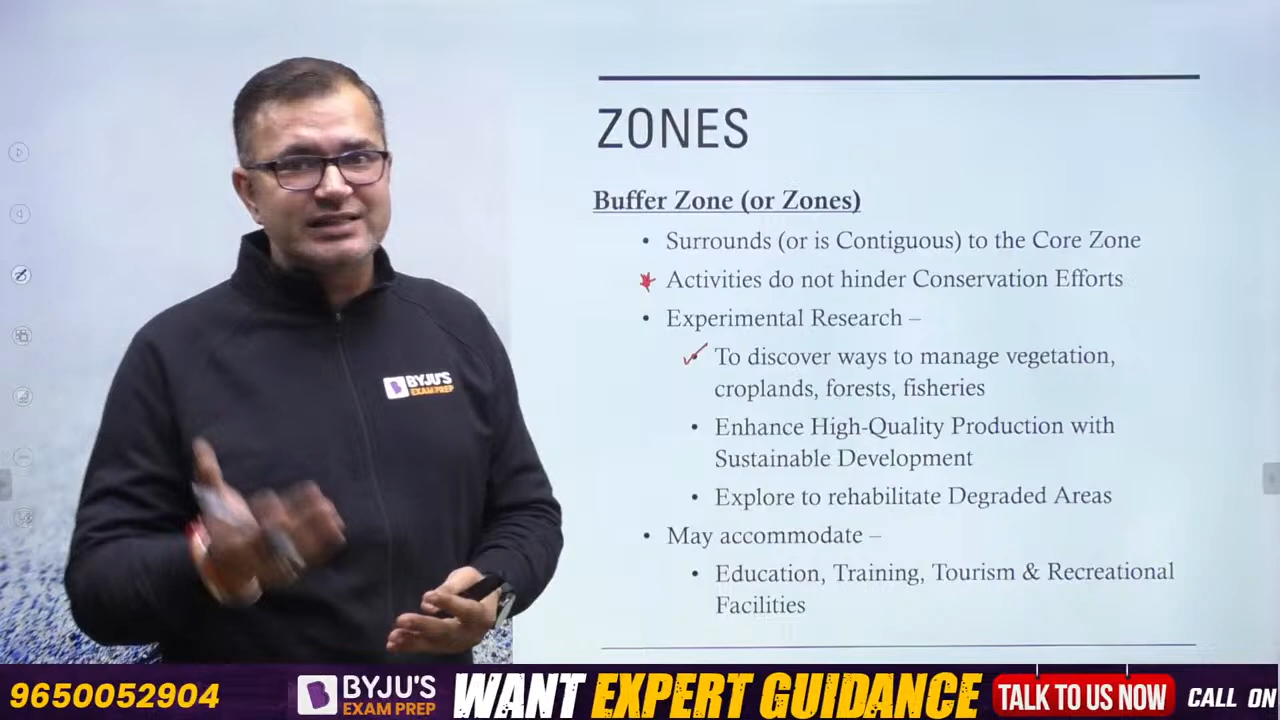 ZONES
Buffer Zone (or Zones)
• Surrounds (or is Contiguous) to the Core Zone
Activities do not hinder Conservation Efforts
• Experimental Research –
To discover ways to manage vegetation,
croplands, forests, fisheries
• Enhance High-Quality Production with
Sustainable Development
• Explore to rehabilitate Degraded Areas
• May accommodate –
• Education, Training, Tourism & Recreational
Facilities
BYJU'S
EXAM PREP
9650052904
BYJU'S
EXAM PREP
WANT EXPERT GUIDANCE
TALK TO US NOW
CALL ON